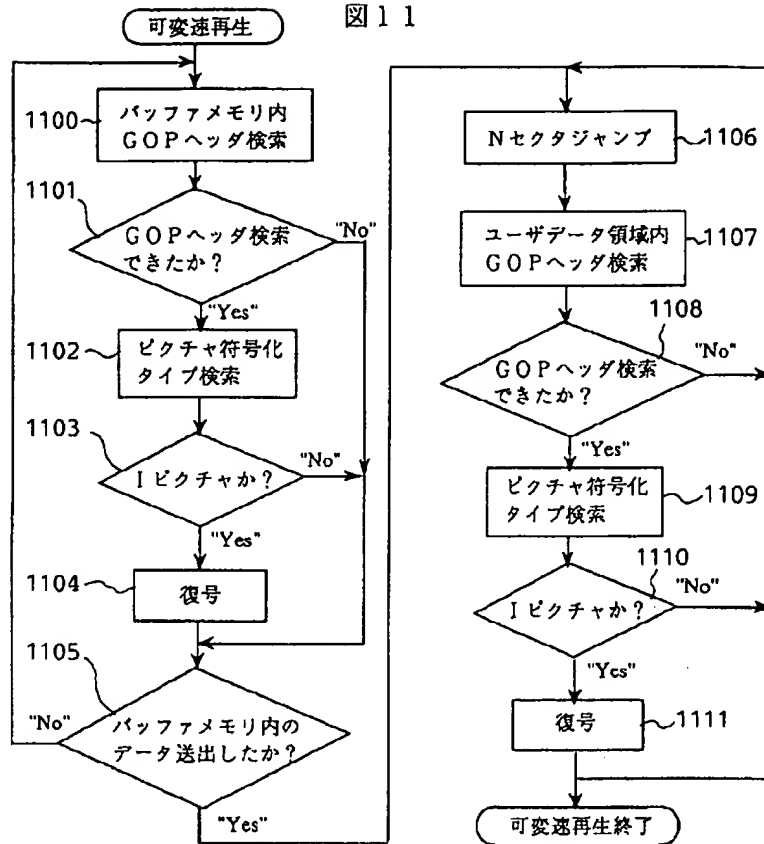 図11
可変速再生
1100
バッファメモリ内
GOPヘッダ検索
1101
GOPヘッダ検索
できたか?
"No"
"Yes"
1102
ピクチャ符号化
タイプ検索
1103
Iピクチャか?
"No"
"Yes"
1104
復号
1105
バッファメモリ内の
データ送出したか?
"No"
"Yes"
Nセクタジャンプ
1106
ユーザデータ領域内
GOPヘッダ検索
1107
1108
GOPヘッダ検索
できたか?
"No"
"Yes"
ピクチャ符号化
タイプ検索
1109
1110
Iピクチャか?
"No"
"Yes"
復号
1111
可変速再生終了